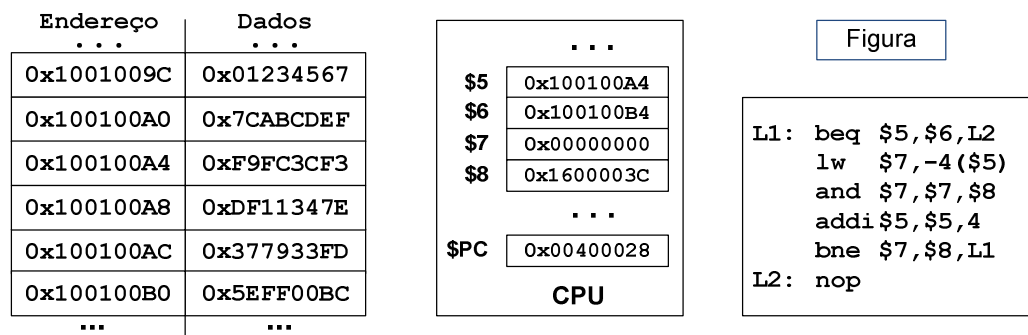 Endereço Dados
... ...
0x1001009C 0x01234567
0x100100A0 0x7CABCDEF
0x100100A4 0xF9FC3CF3
0x100100A8 0xDF11347E
0x100100AC 0x377933FD
0x100100B0 0x5EFF00BC
... ...
...
$5 0x100100A4
$6 0x100100B4
$7 0x00000000
$8 0x1600003C
...
$PC 0x00400028
CPU
Figura
L1: beq $5,$6,L2
lw $7,-4($5)
and $7,$7,$8
addi $5,$5,4
bne $7,$8,L1
L2: nop